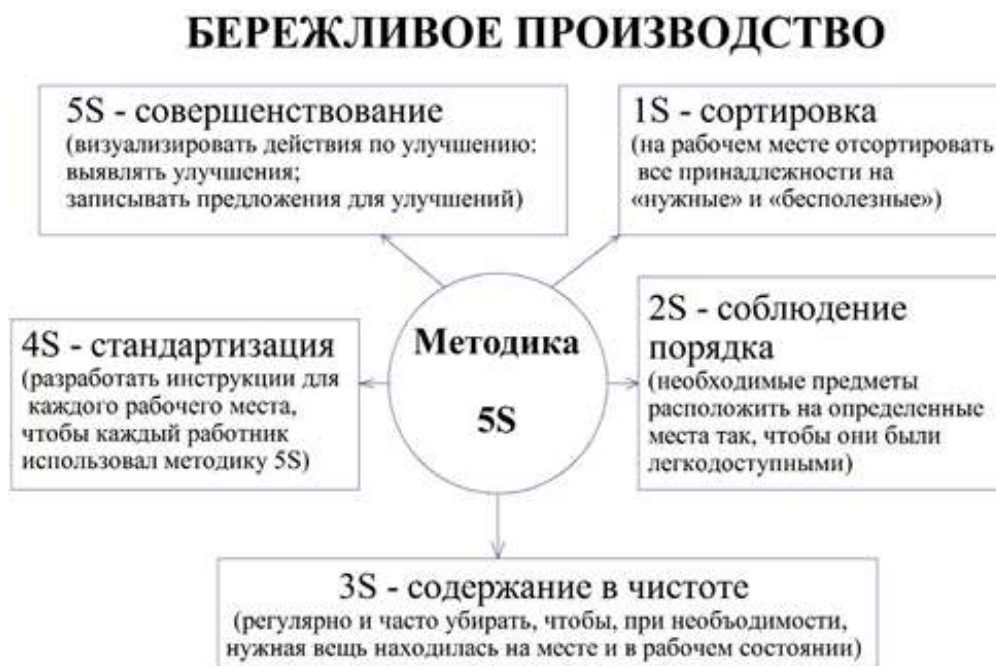 БЕРЕЖЛИВОЕ ПРОИЗВОДСТВО
5S - совершенствование
(визуализировать действия по улучшению:
выявлять улучшения;
записывать предложения для улучшений)
1S - сортировка
(на рабочем месте отсортировать
все принадлежности на
«нужные» и «бесполезные»)
Методика
5S
4S - стандартизация
(разработать инструкции для
каждого рабочего места,
чтобы каждый работник
использовал методику 5S)
2S - соблюдение
порядка
(необходимые предметы
расположить на определенные
места так, чтобы они были
легкодоступными)
3S - содержание в чистоте
(регулярно и часто убирать, чтобы, при необъодимости,
нужная вещь находилась на месте и в рабочем состоянии)